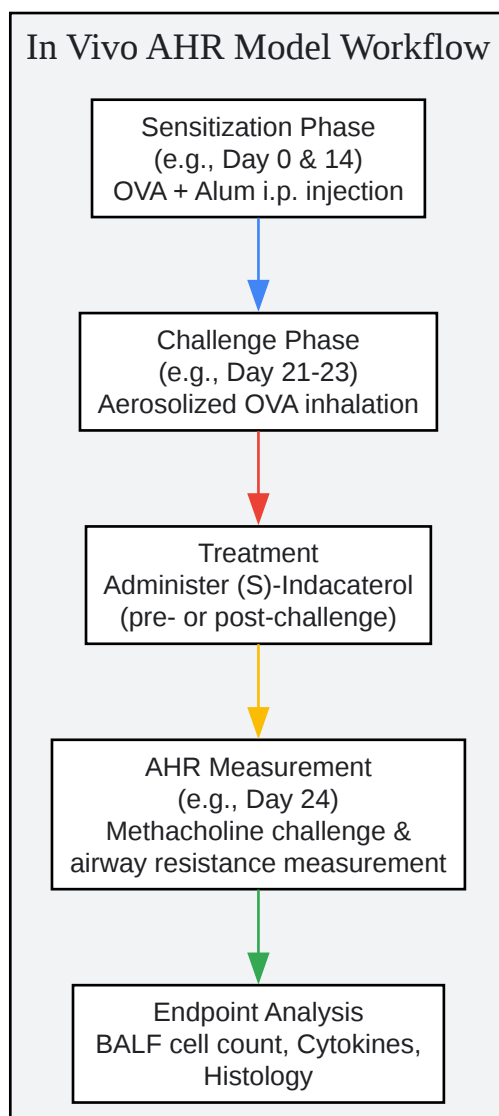 In Vivo AHR Model Workflow
Sensitization Phase
(e.g., Day 0 & 14)
OVA + Alum i.p. injection
Challenge Phase
(e.g., Day 21-23)
Aerosolized OVA inhalation
Treatment
Administer (S)-Indacaterol
(pre- or post-challenge)
AHR Measurement
(e.g., Day 24)
Methacholine challenge &
airway resistance measurement
Endpoint Analysis
BALF cell count, Cytokines,
Histology